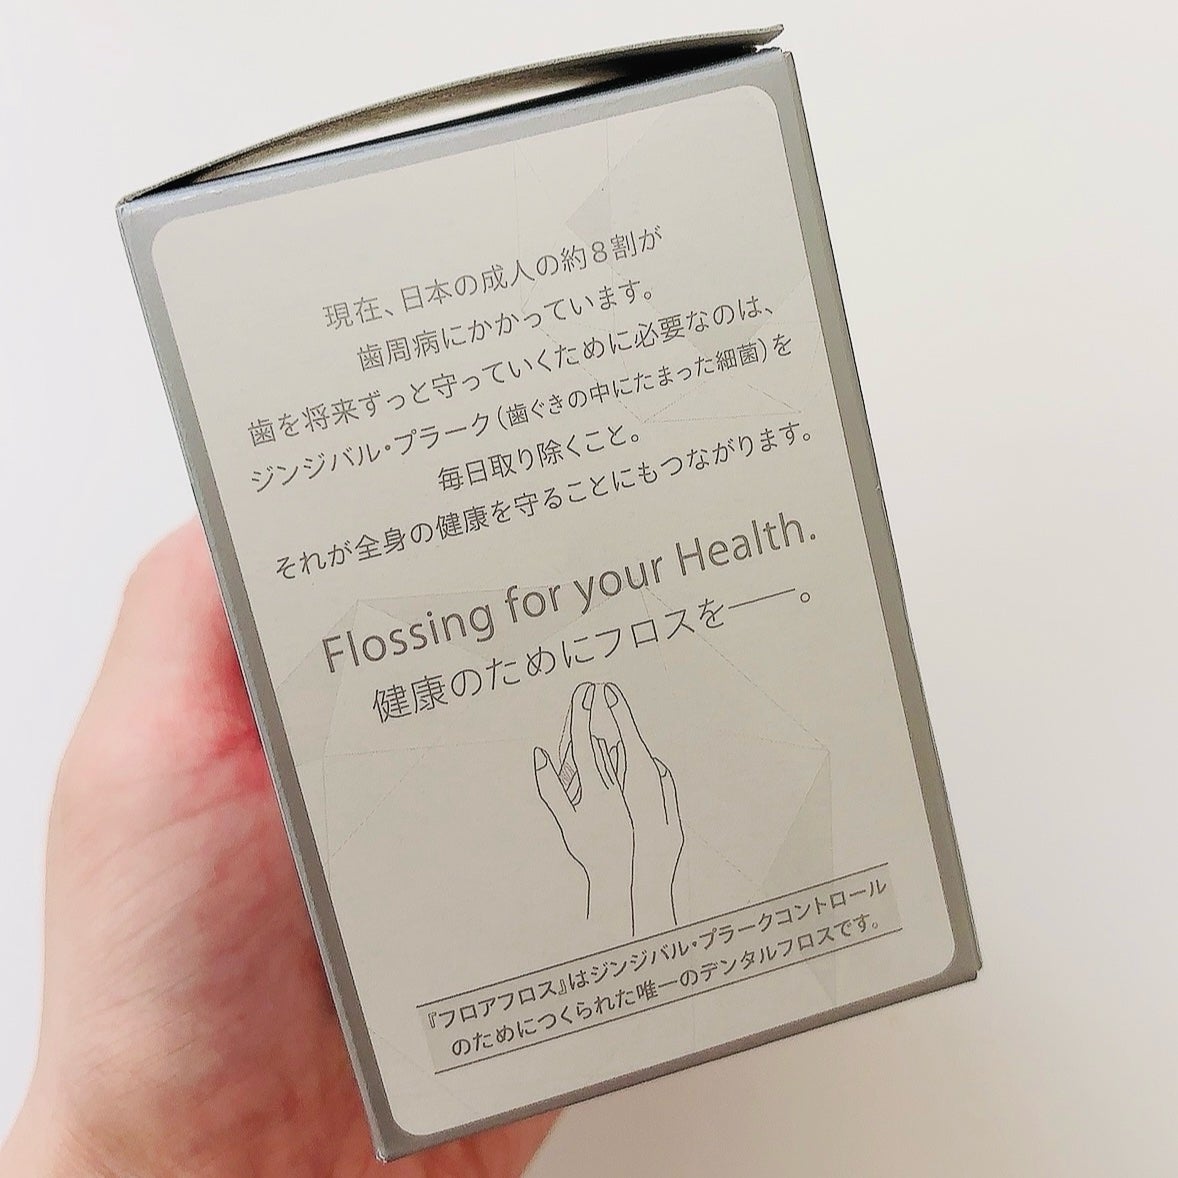 現在、日本の成人の約8割が
歯周病にかかっています。
歯を将来ずっと守っていくために必要なのは、
ジンジバル・プラーク（歯ぐきの中にたまった細菌）を
毎日取り除くこと。
それが全身の健康を守ることにもつながります。
Flossing for your Health.
健康のためにフロスを──。
『フロアフロス』はジンジバル・プラークコントロール
のためにつくられた唯一のデンタルフロスです。